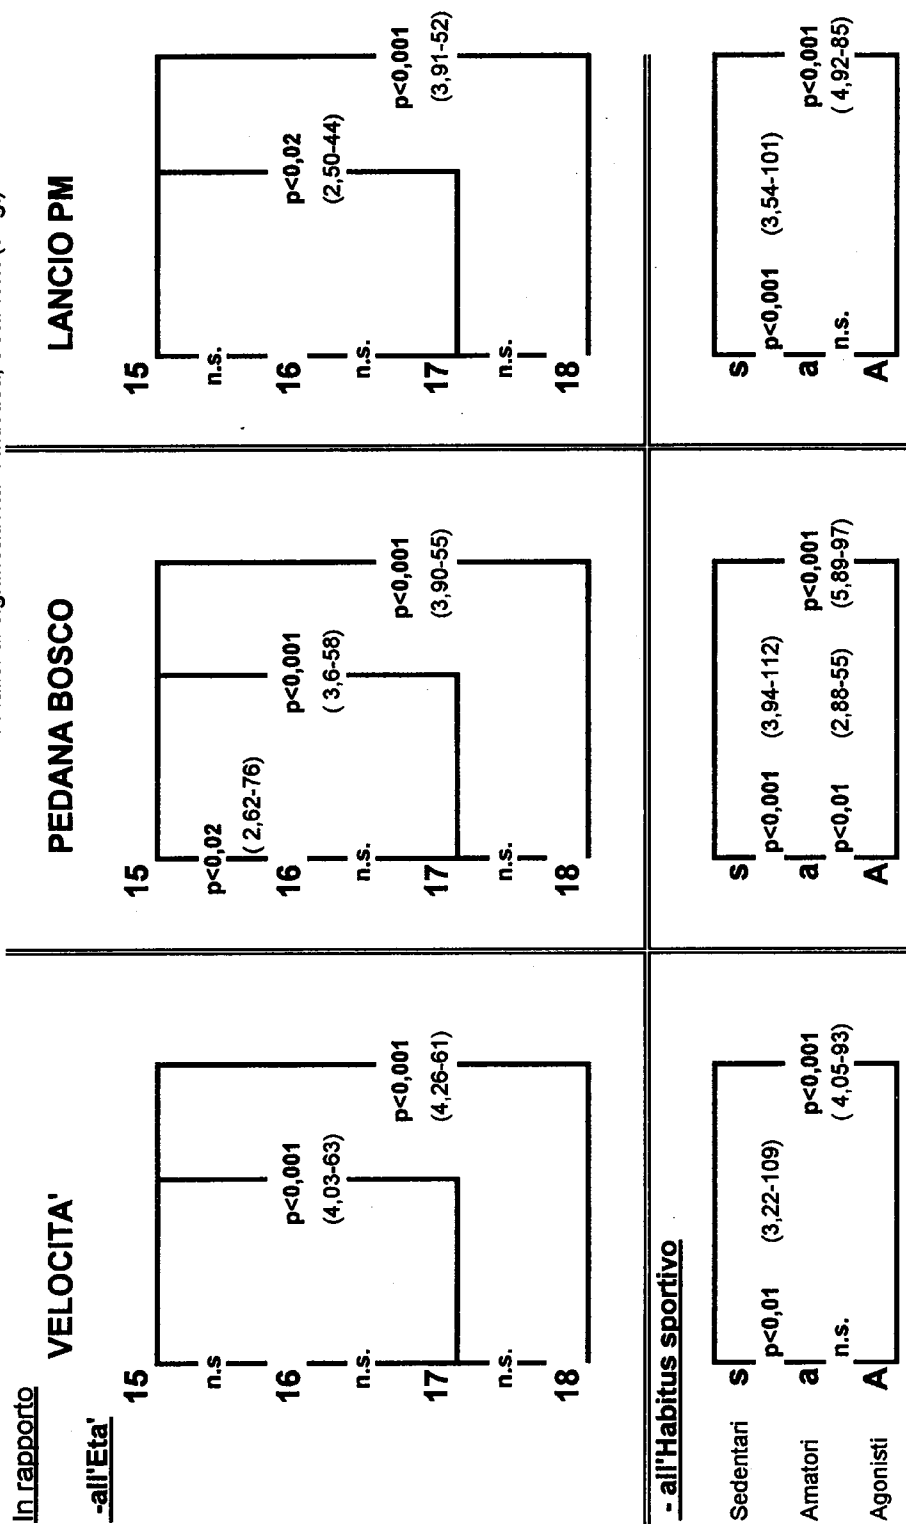 In rapporto
VELOCITA' PEDANA BOSCO LANCIO PM
-all'Eta'
15 15 15
n.s p<0,02 n.s.
( 2,62-76)
16 p<0,001 16 p<0,001 16 p<0,02
(4,03-63) ( 3,6-58) (2,50-44)
n.s. n.s. n.s.
p<0,001 p<0,001 p<0,001
17 (4,26-61) 17 (3,90-55) 17 (3,91-52)
n.s. n.s. n.s.
18 18 18
- all'Habitus sportivo
Sedentari s s s
p<0,01 (3,22-109) p<0,001 (3,94-112) p<0,001 (3,54-101)
Amatori a p<0,001 a p<0,001 a p<0,001
n.s. ( 4,05-93) p<0,01 (2,88-55) (5,89-97) n.s. ( 4,92-85)
Agonisti A A A